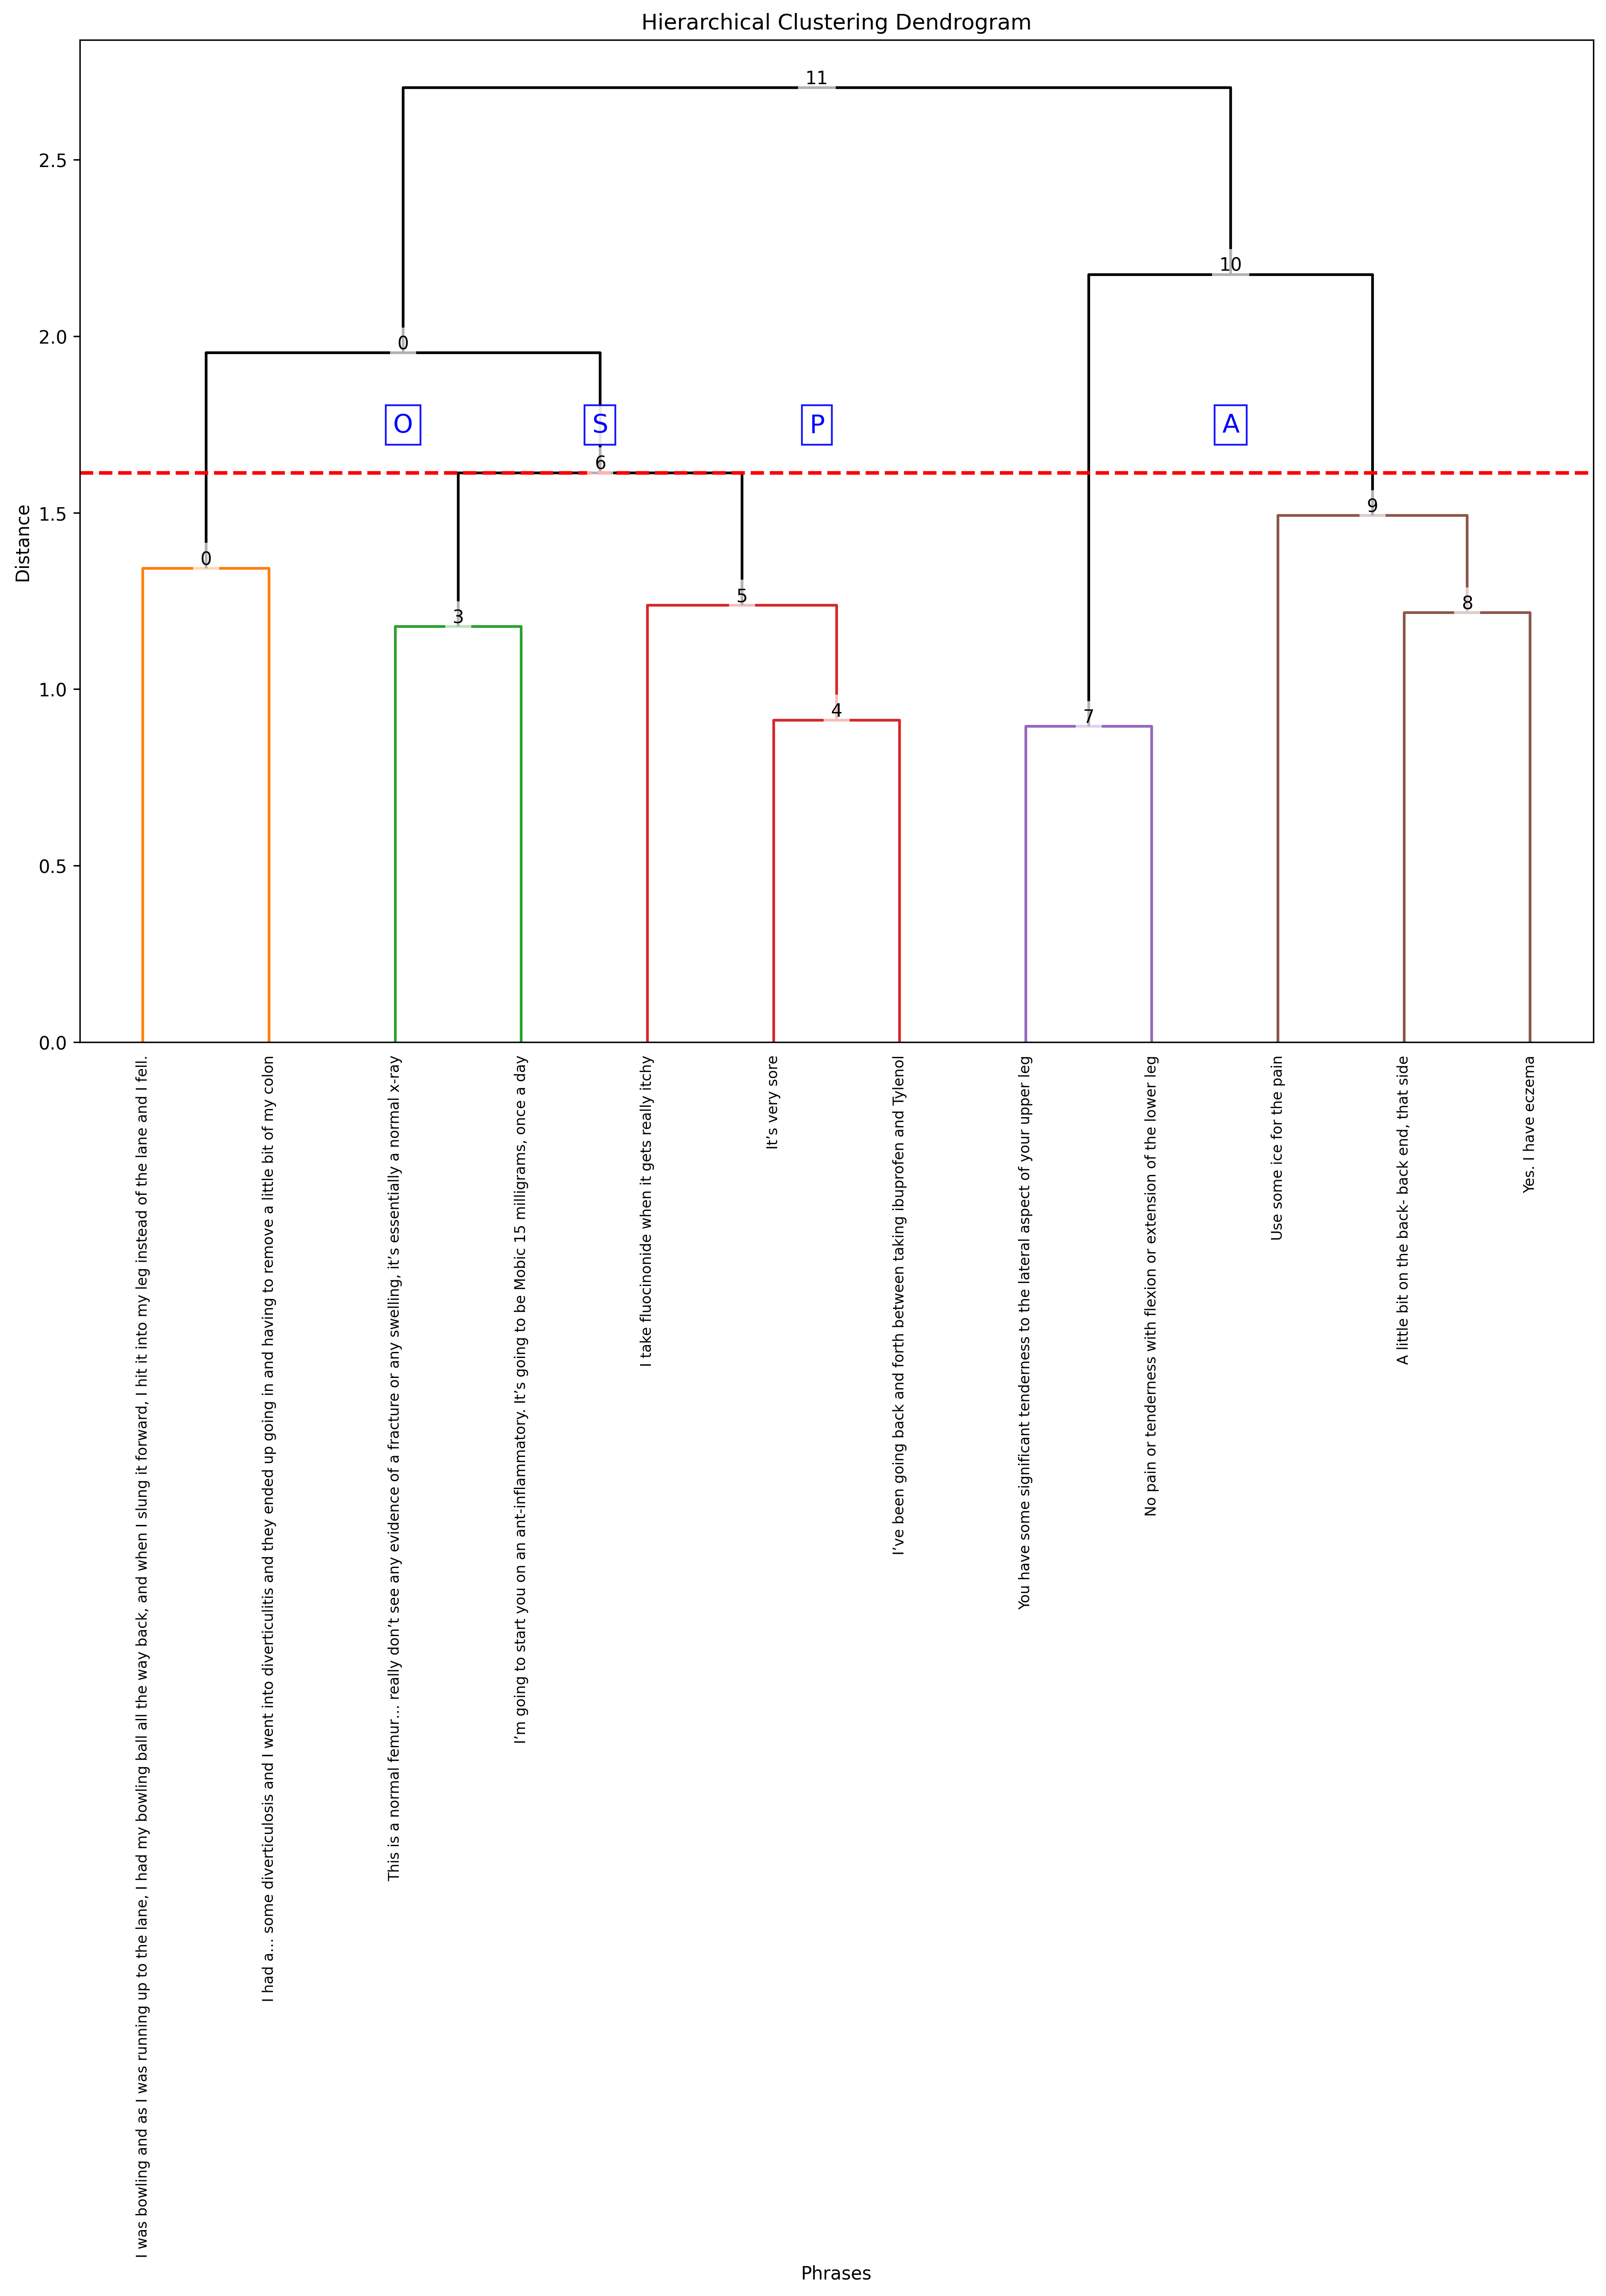 Hierarchical Clustering Dendrogram
11
2.5
10
2.0
0
O
S
P
A
6
1.5
9
Distance
0
5
8
3
4
7
1.0
0.5
0.0
I was bowling and as I was running up to the lane, I had my bowling ball all the way back, and when I slung it forward, I hit it into my leg instead of the lane and I fell.
I had a... some diverticulosis and I went into diverticulitis and they ended up going in and having to remove a little bit of my colon
This is a normal femur... really don’t see any evidence of a fracture or any swelling, it’s essentially a normal x-ray
I’m going to start you on an ant-inflammatory. It’s going to be Mobic 15 milligrams, once a day
I take fluocinonide when it gets really itchy
It’s very sore
I’ve been going back and forth between taking ibuprofen and Tylenol
You have some significant tenderness to the lateral aspect of your upper leg
No pain or tenderness with flexion or extension of the lower leg
Use some ice for the pain
A little bit on the back- back end, that side
Yes. I have eczema
Phrases